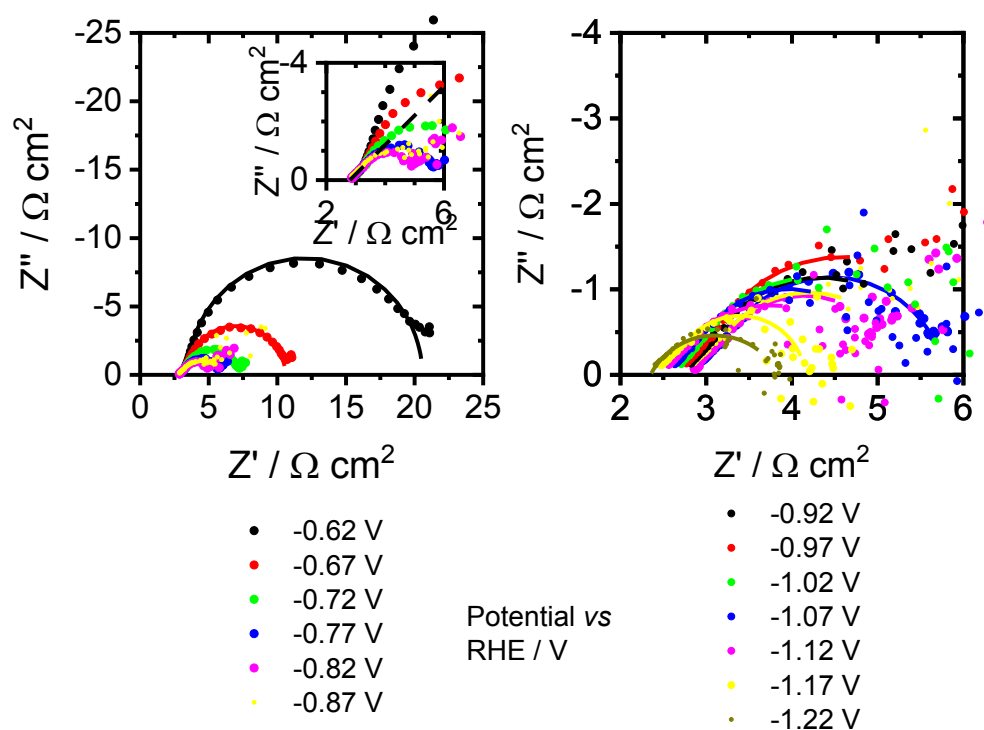 -25
-20
-15
-10
-5
0
0
5
10
15
20
25
Z'' / Ω cm²
Z' / Ω cm²
-4
0
2
6
Z'' / Ω cm²
Z' / Ω cm²
-4
-3
-2
-1
0
2
3
4
5
6
Z'' / Ω cm²
Z' / Ω cm²
-0.62 V
-0.67 V
-0.72 V
-0.77 V
-0.82 V
-0.87 V
Potential vs
RHE / V
-0.92 V
-0.97 V
-1.02 V
-1.07 V
-1.12 V
-1.17 V
-1.22 V